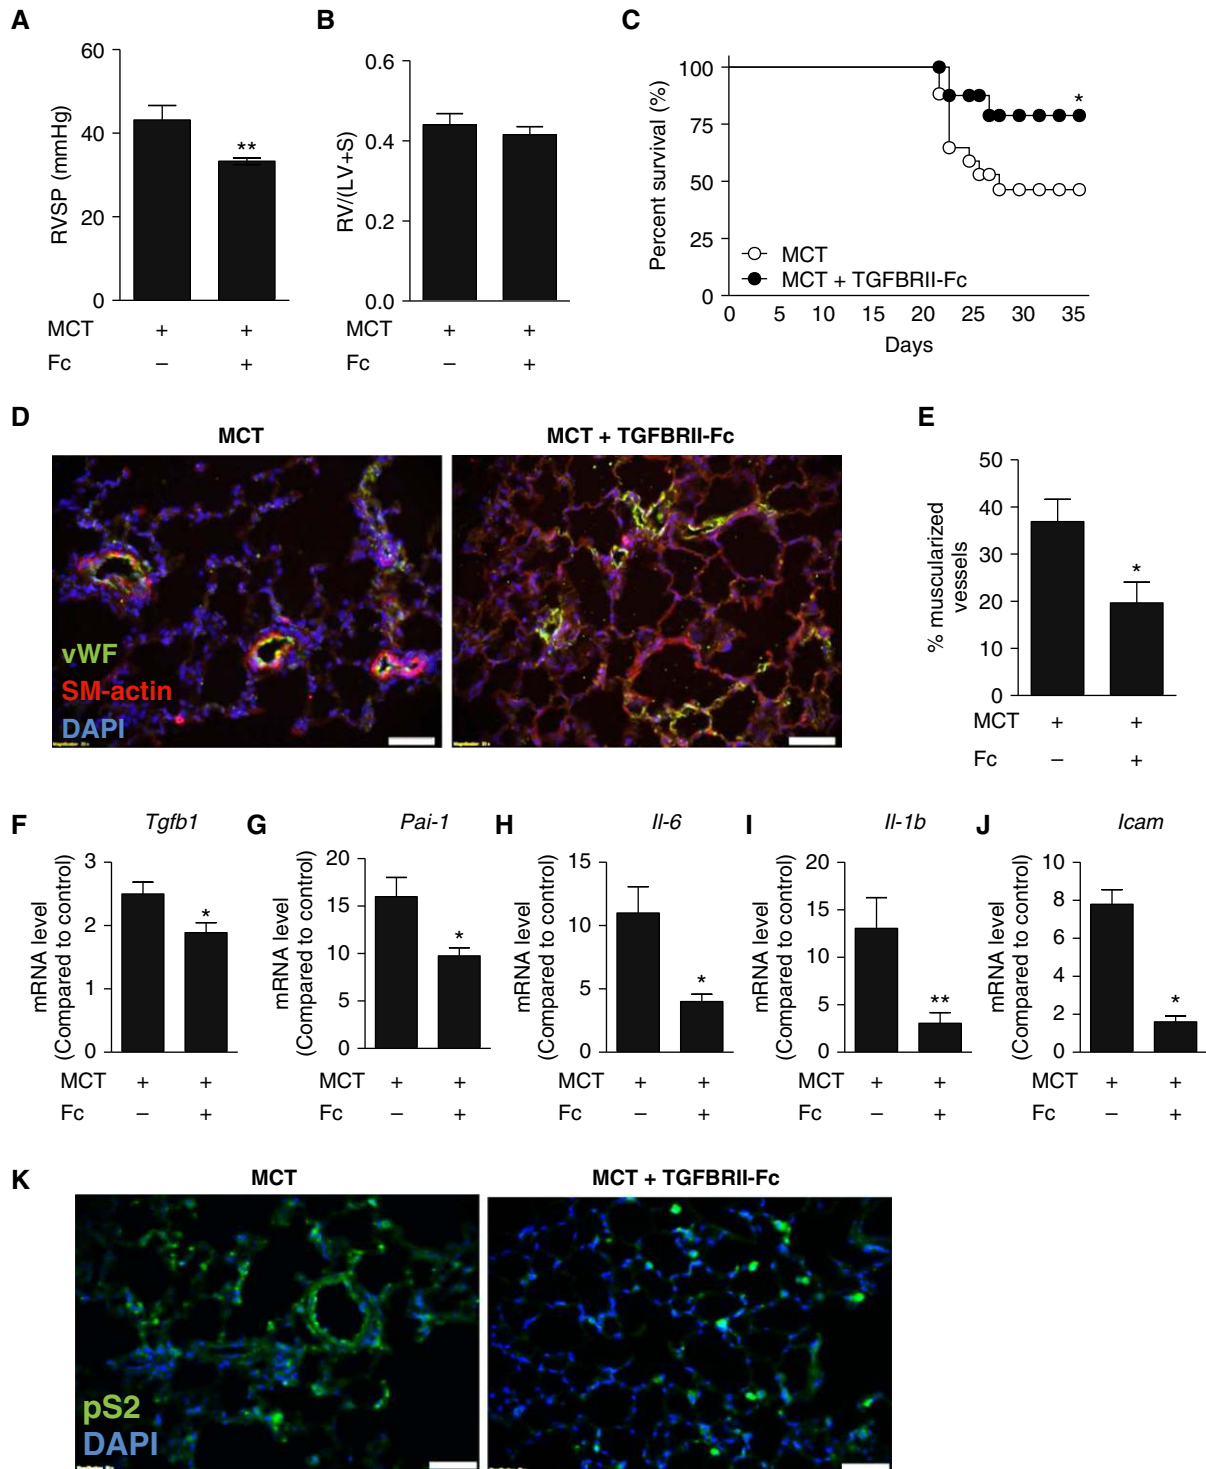 A
B
C
60
40
20
0
RVSP (mmHg)
**
MCT + +
Fc – +
0.6
0.4
0.2
0.0
RV/(LV+S)
MCT + +
Fc – +
100
75
50
25
0
Percent survival (%)
*
MCT
MCT + TGFBRII-Fc
0 5 10 15 20 25 30 35
Days
D
MCT
MCT + TGFBRII-Fc
vWF
SM-actin
DAPI
E
50
40
30
20
10
0
% muscularized
vessels
*
MCT + +
Fc – +
F
Tgfb1
3
2
1
0
mRNA level
(Compared to control)
*
MCT + +
Fc – +
G
Pai-1
20
15
10
5
0
mRNA level
(Compared to control)
*
MCT + +
Fc – +
H
Il-6
15
10
5
0
mRNA level
(Compared to control)
*
MCT + +
Fc – +
I
Il-1b
20
15
10
5
0
mRNA level
(Compared to control)
**
MCT + +
Fc – +
J
Icam
10
8
6
4
2
0
mRNA level
(Compared to control)
*
MCT + +
Fc – +
K
MCT
MCT + TGFBRII-Fc
pS2
DAPI